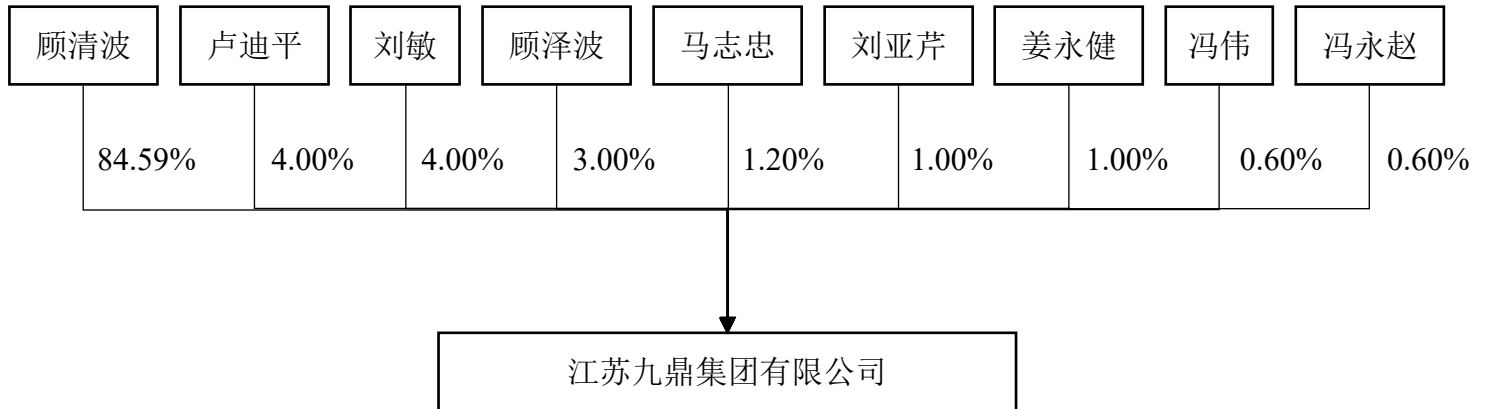 顾清波 卢迪平 刘敏 顾泽波 马志忠 刘亚芹 姜永健 冯伟 冯永赵
84.59% 4.00% 4.00% 3.00% 1.20% 1.00% 1.00% 0.60% 0.60%
江苏九鼎集团有限公司